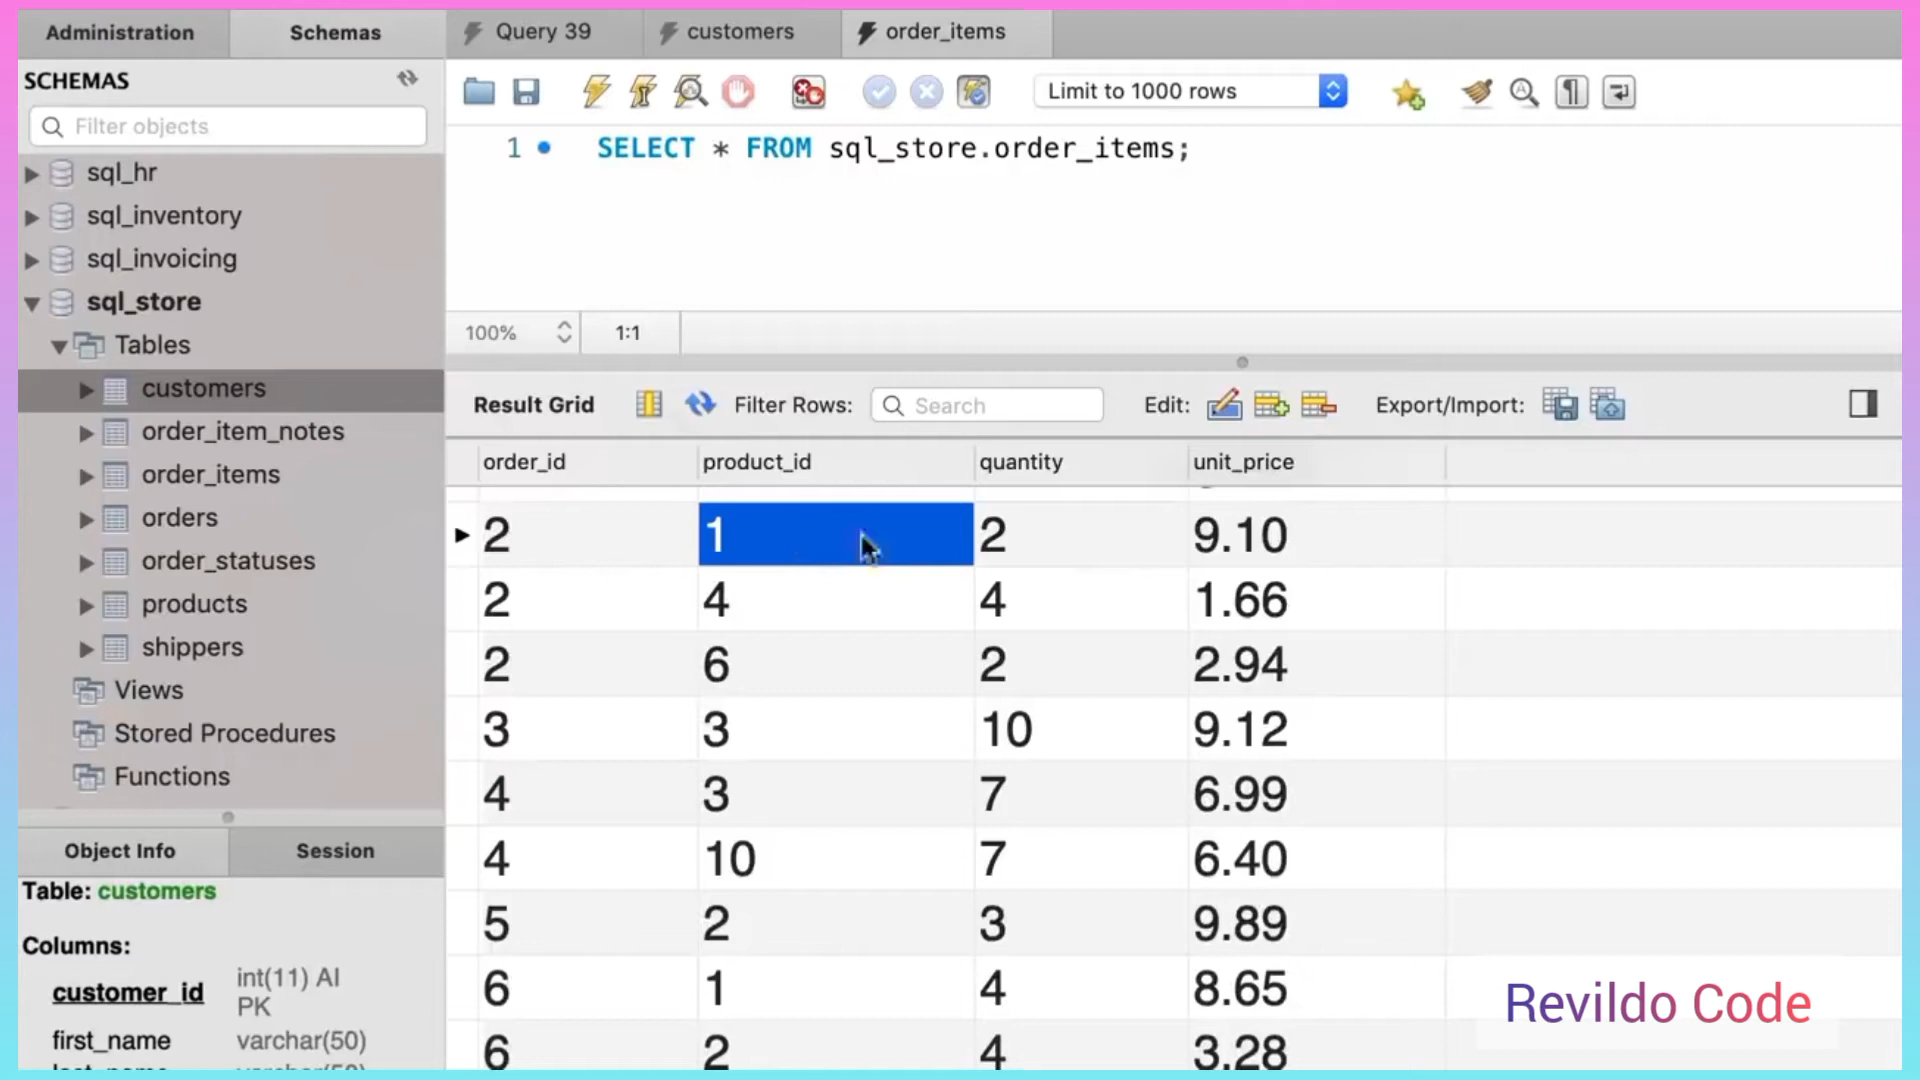 Administration
Schemas
Query 39
customers
order_items
SCHEMAS
Filter objects
Limit to 1000 rows
1 SELECT * FROM sql_store.order_items;
sql_hr
sql_inventory
sql_invoicing
sql_store
Tables
customers
order_item_notes
order_items
orders
order_statuses
products
shippers
Views
Stored Procedures
Functions
100%
1:1
Result Grid
Filter Rows:
Search
Edit:
Export/Import:
order_id product_id quantity unit_price
2 1 2 9.10
2 4 4 1.66
2 6 2 2.94
3 3 10 9.12
4 3 7 6.99
4 10 7 6.40
5 2 3 9.89
6 1 4 8.65
6 2 4 3.28
Object Info
Session
Table: customers
Columns:
customer_id int(11) AI
PK
first_name varchar(50)
Revildo Code